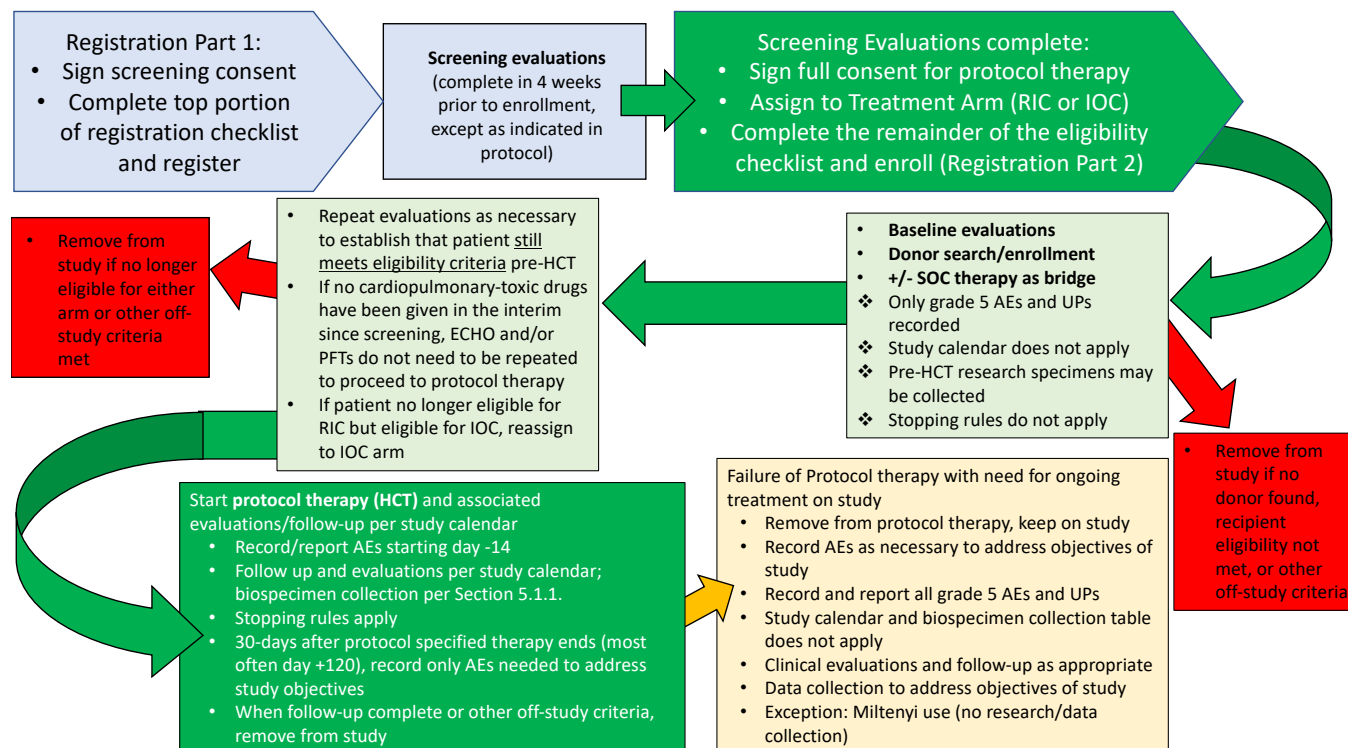 Registration Part 1:
• Sign screening consent
• Complete top portion
of registration checklist
and register
Screening evaluations
(complete in 4 weeks
prior to enrollment,
except as indicated in
protocol)
Screening Evaluations complete:
• Sign full consent for protocol therapy
• Assign to Treatment Arm (RIC or IOC)
• Complete the remainder of the eligibility
checklist and enroll (Registration Part 2)
• Baseline evaluations
• Donor search/enrollment
• +/- SOC therapy as bridge
❖ Only grade 5 AEs and UPs
recorded
❖ Study calendar does not apply
❖ Pre-HCT research specimens may
be collected
❖ Stopping rules do not apply
• Remove from
study if no
donor found,
recipient
eligibility not
met, or other
off-study criteria
• Repeat evaluations as necessary
to establish that patient still
meets eligibility criteria pre-HCT
• If no cardiopulmonary-toxic drugs
have been given in the interim
since screening, ECHO and/or
PFTs do not need to be repeated
to proceed to protocol therapy
• If patient no longer eligible for
RIC but eligible for IOC, reassign
to IOC arm
• Remove from
study if no longer
eligible for either
arm or other off-
study criteria
met
Start protocol therapy (HCT) and associated
evaluations/follow-up per study calendar
• Record/report AEs starting day -14
• Follow up and evaluations per study calendar;
biospecimen collection per Section 5.1.1.
• Stopping rules apply
• 30-days after protocol specified therapy ends (most
often day +120), record only AEs needed to address
study objectives
• When follow-up complete or other off-study criteria,
remove from study
Failure of Protocol therapy with need for ongoing
treatment on study
• Remove from protocol therapy, keep on study
• Record AEs as necessary to address objectives of
study
• Record and report all grade 5 AEs and UPs
• Study calendar and biospecimen collection table
does not apply
• Clinical evaluations and follow-up as appropriate
• Data collection to address objectives of study
• Exception: Miltenyi use (no research/data
collection)